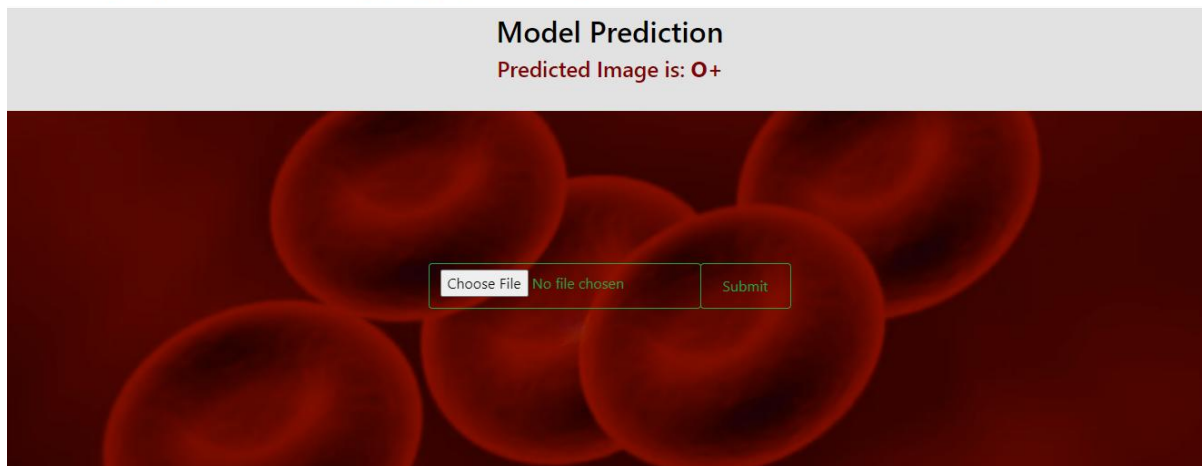 Model Prediction
Predicted Image is: O+
Choose File No file chosen Submit